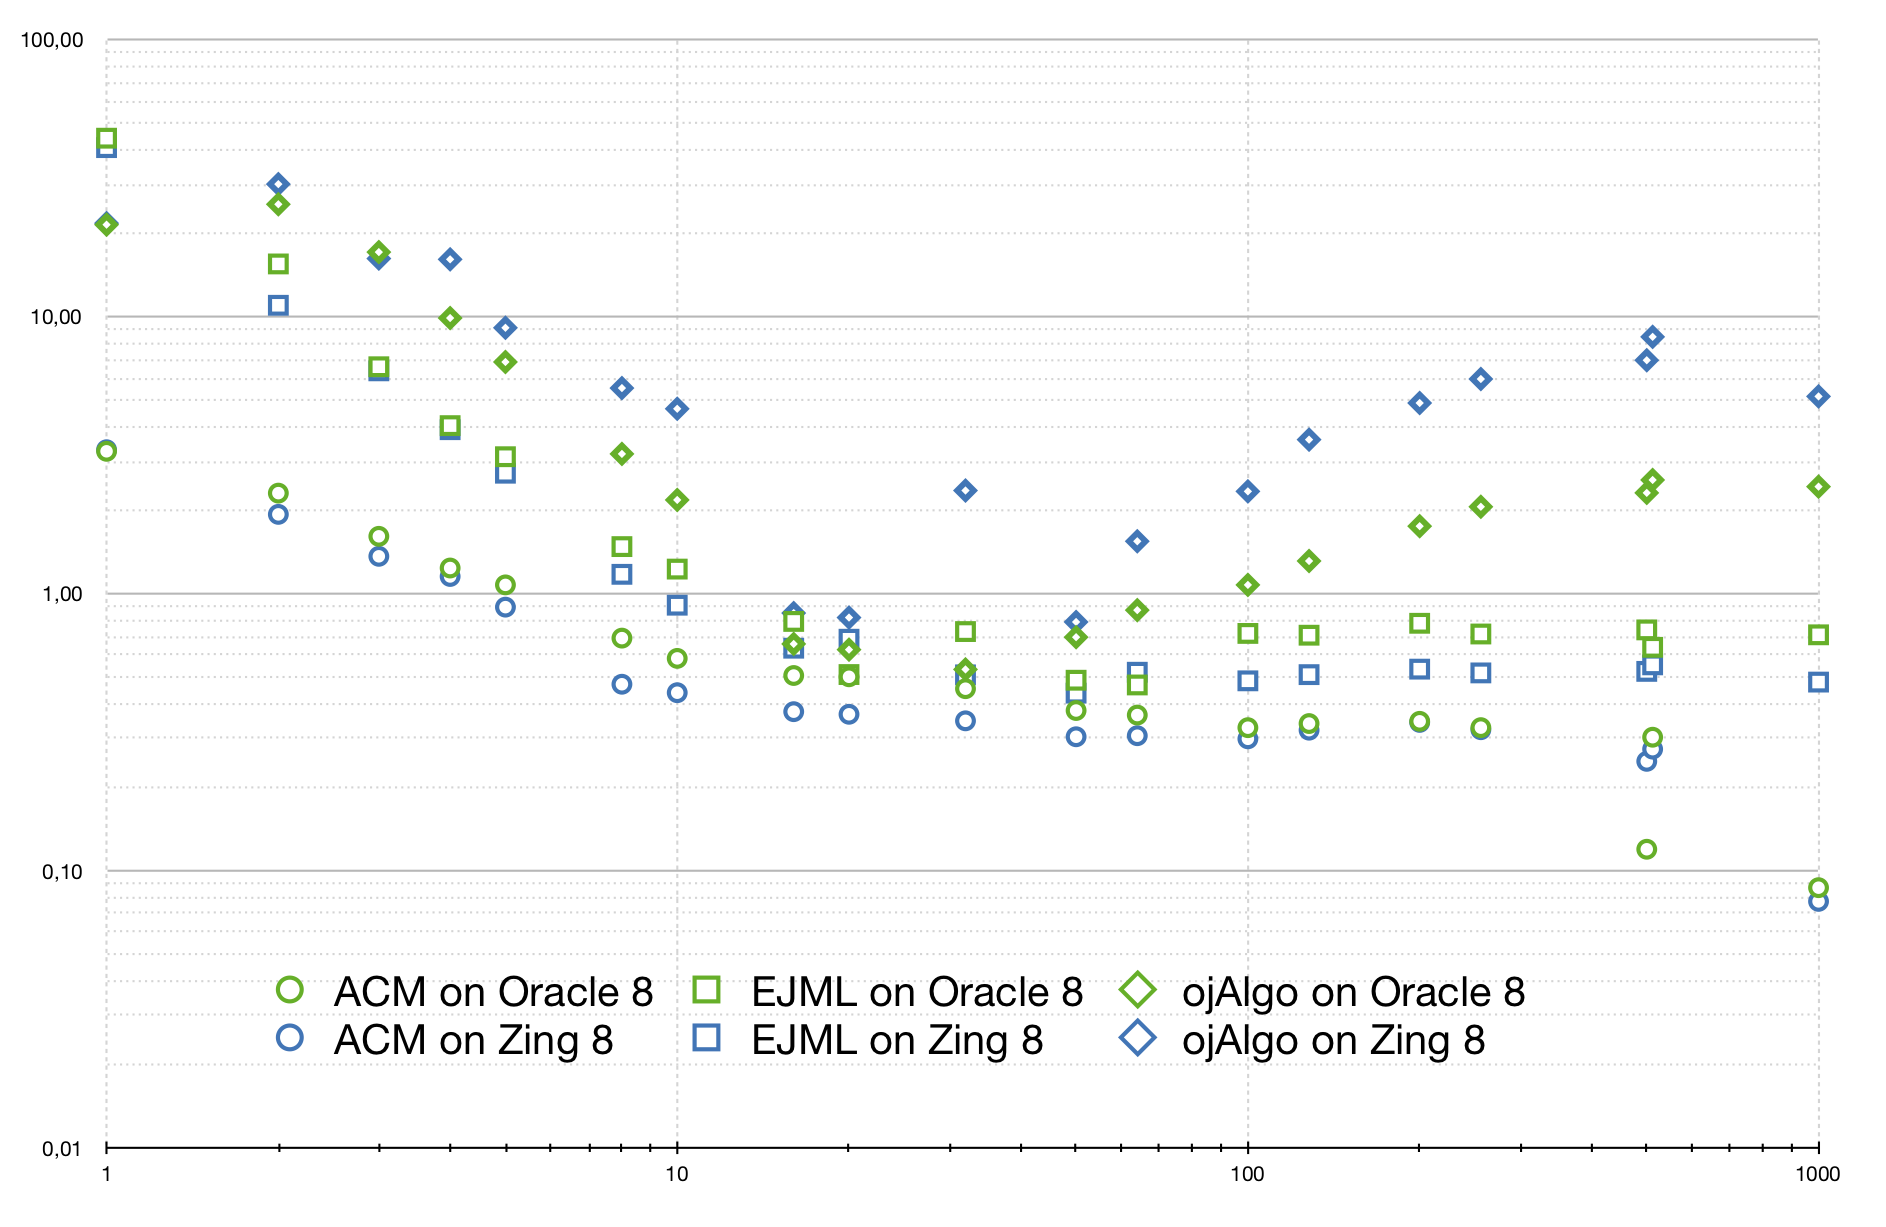 100,00
10,00
1,00
0,10
ACM on Oracle 8 EJML on Oracle 8 ojAlgo on Oracle 8
ACM on Zing 8 EJML on Zing 8 ojAlgo on Zing 8
0,01
1 10 100 1000